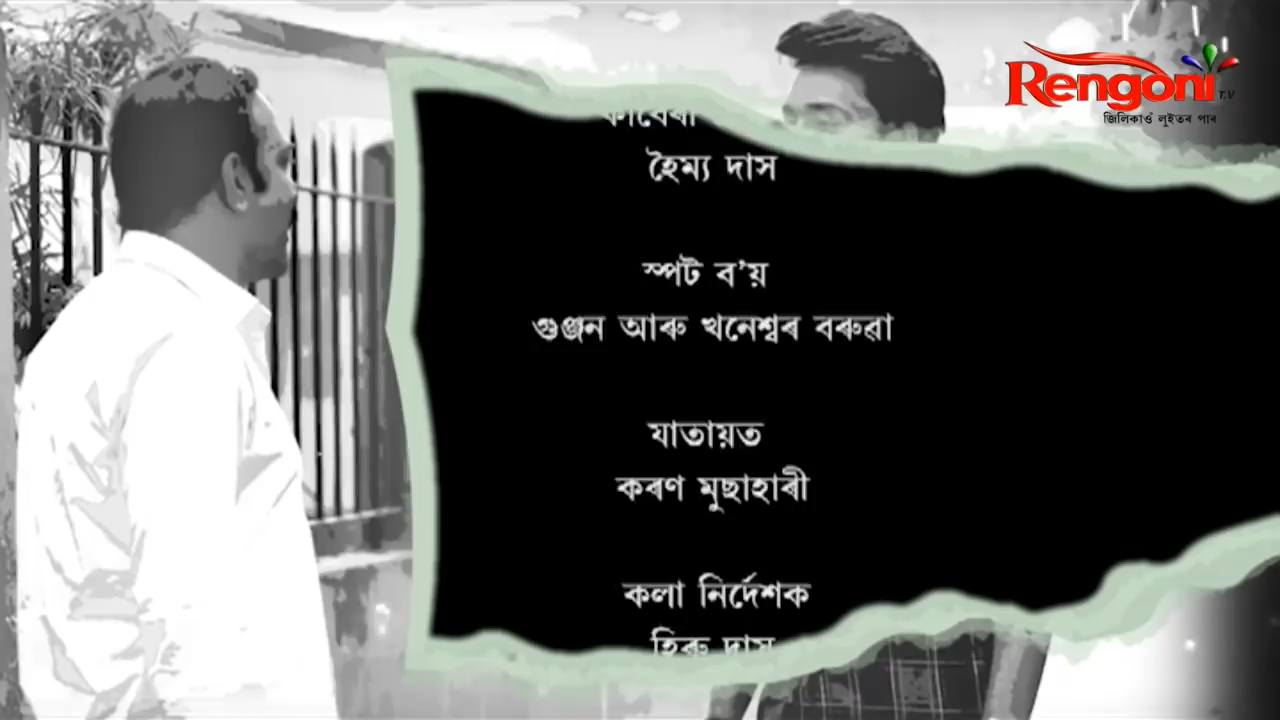 Rengoni T.V
জিলিকাওঁ লুইতৰ পাৰ
হৈম্য দাস
স্পট ব’য়
গুঞ্জন আৰু খনেশ্বৰ বৰুৱা
যাতায়ত
কৰণ মুছাহাৰী
কলা নিৰ্দেশক
হিৰু দাস